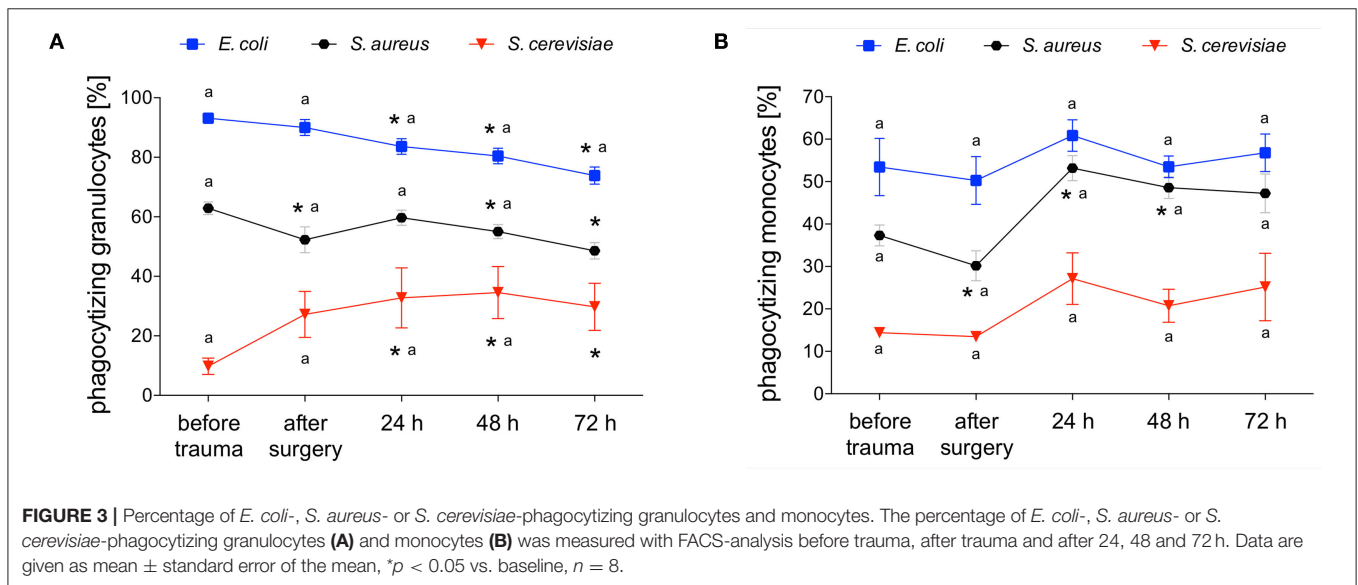 A
E. coli
S. aureus
S. cerevisiae
phagocytizing granulocytes [%]
100
80
60
40
20
0
a
a
* a
* a
* a
a
* a
a
* a
*
a
a
* a
* a
*
before trauma
after surgery
24 h
48 h
72 h
B
E. coli
S. aureus
S. cerevisiae
phagocytizing monocytes [%]
70
60
50
40
30
20
10
0
a
a
a
a
a
a
* a
* a
* a
a
a
a
a
a
a
before trauma
after surgery
24 h
48 h
72 h
FIGURE 3 | Percentage of E. coli-, S. aureus- or S. cerevisiae-phagocytizing granulocytes and monocytes. The percentage of E. coli-, S. aureus- or S.
cerevisiae-phagocytizing granulocytes (A) and monocytes (B) was measured with FACS-analysis before trauma, after trauma and after 24, 48 and 72 h. Data are
given as mean ± standard error of the mean, *p < 0.05 vs. baseline, n = 8.